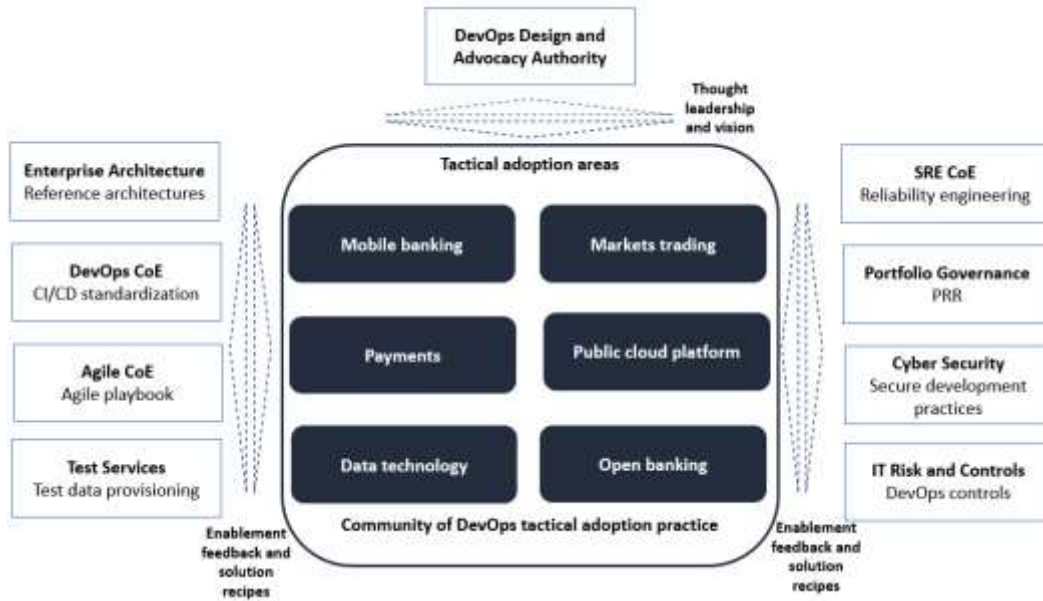 DevOps Design and
Advocacy Authority
Thought
leadership
and vision
Enterprise Architecture
Reference architectures
DevOps CoE
CI/CD standardization
Agile CoE
Agile playbook
Test Services
Test data provisioning
Enablement
feedback and
solution
recipes
Tactical adoption areas
Mobile banking
Markets trading
Payments
Public cloud platform
Data technology
Open banking
Community of DevOps tactical adoption practice
SRE CoE
Reliability engineering
Portfolio Governance
PRR
Cyber Security
Secure development
practices
IT Risk and Controls
DevOps controls
Enablement
feedback and
solution
recipes